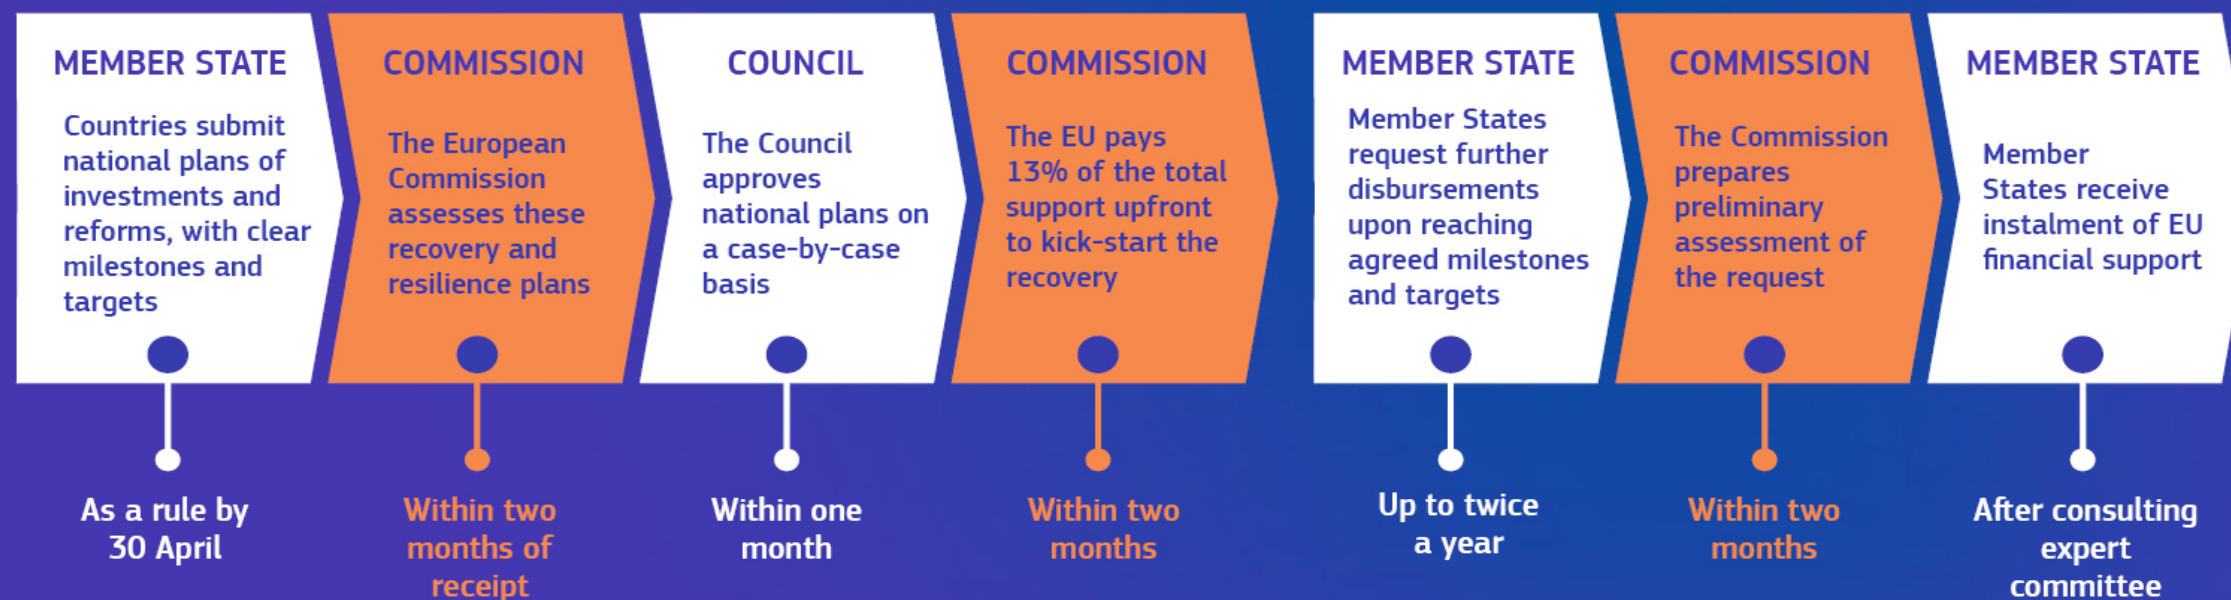 MEMBER STATE
Countries submit
national plans of
investments and
reforms, with clear
milestones and
targets
As a rule by
30 April
COMMISSION
The European
Commission
assesses these
recovery and
resilience plans
Within two
months of
receipt
COUNCIL
The Council
approves
national plans on
a case-by-case
basis
Within one
month
COMMISSION
The EU pays
13% of the total
support upfront
to kick-start the
recovery
Within two
months
MEMBER STATE
Member States
request further
disbursements
upon reaching
agreed milestones
and targets
Up to twice
a year
COMMISSION
The Commission
prepares
preliminary
assessment of
the request
Within two
months
MEMBER STATE
Member
States receive
instalment of EU
financial support
After consulting
expert
committee